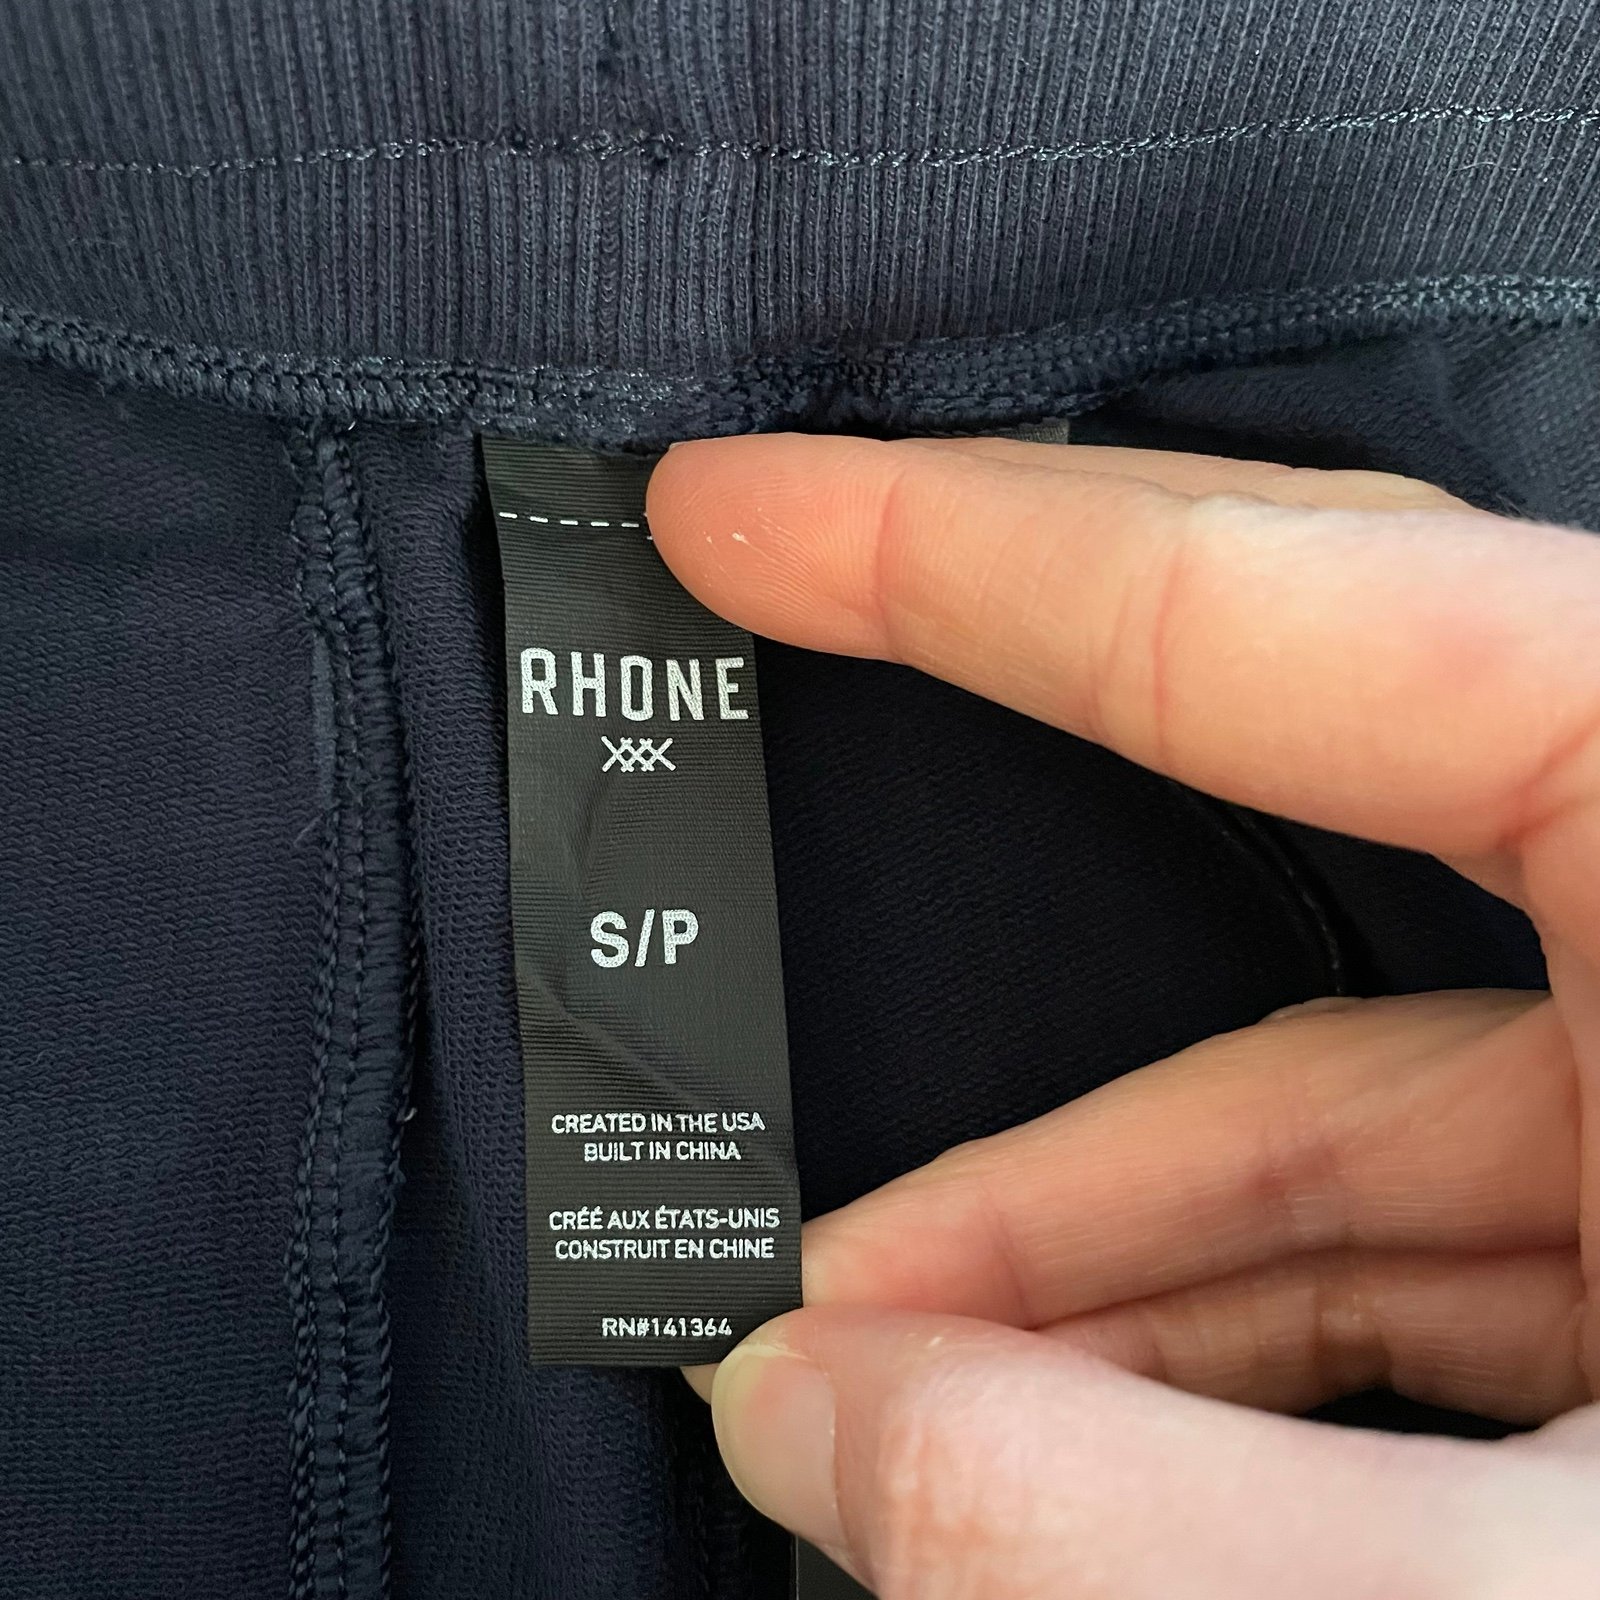 RHONE
S/P
CREATED IN THE USA
BUILT IN CHINA
CRÉÉ AUX ÉTATS-UNIS
CONSTRUIT EN CHINE
RN#141364